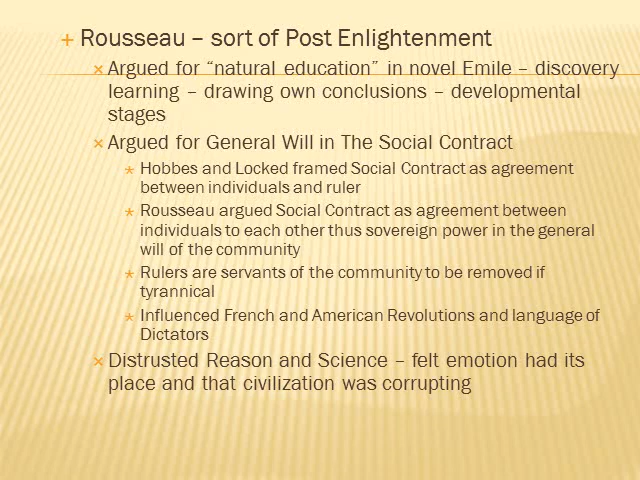 Rousseau – sort of Post Enlightenment
Argued for “natural education” in novel Emile – discovery
learning – drawing own conclusions – developmental
stages
Argued for General Will in The Social Contract
Hobbes and Locked framed Social Contract as agreement
between individuals and ruler
Rousseau argued Social Contract as agreement between
individuals to each other thus sovereign power in the general
will of the community
Rulers are servants of the community to be removed if
tyrannical
Influenced French and American Revolutions and language of
Dictators
Distrusted Reason and Science – felt emotion had its
place and that civilization was corrupting